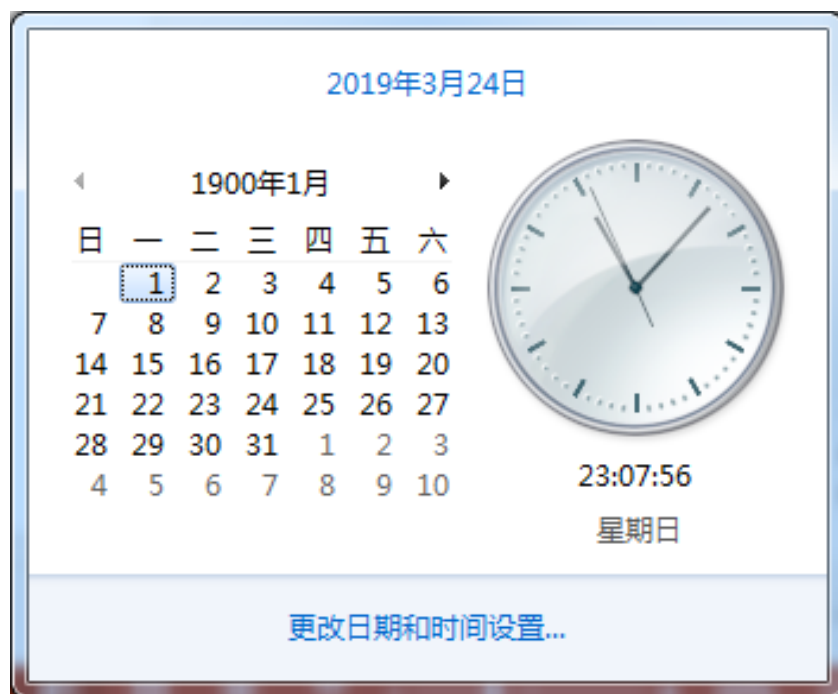 2019年3月24日
1900年1月
日 一 二 三 四 五 六
1 2 3 4 5 6
7 8 9 10 11 12 13
14 15 16 17 18 19 20
21 22 23 24 25 26 27
28 29 30 31 1 2 3
4 5 6 7 8 9 10
23:07:56
星期日
更改日期和时间设置...